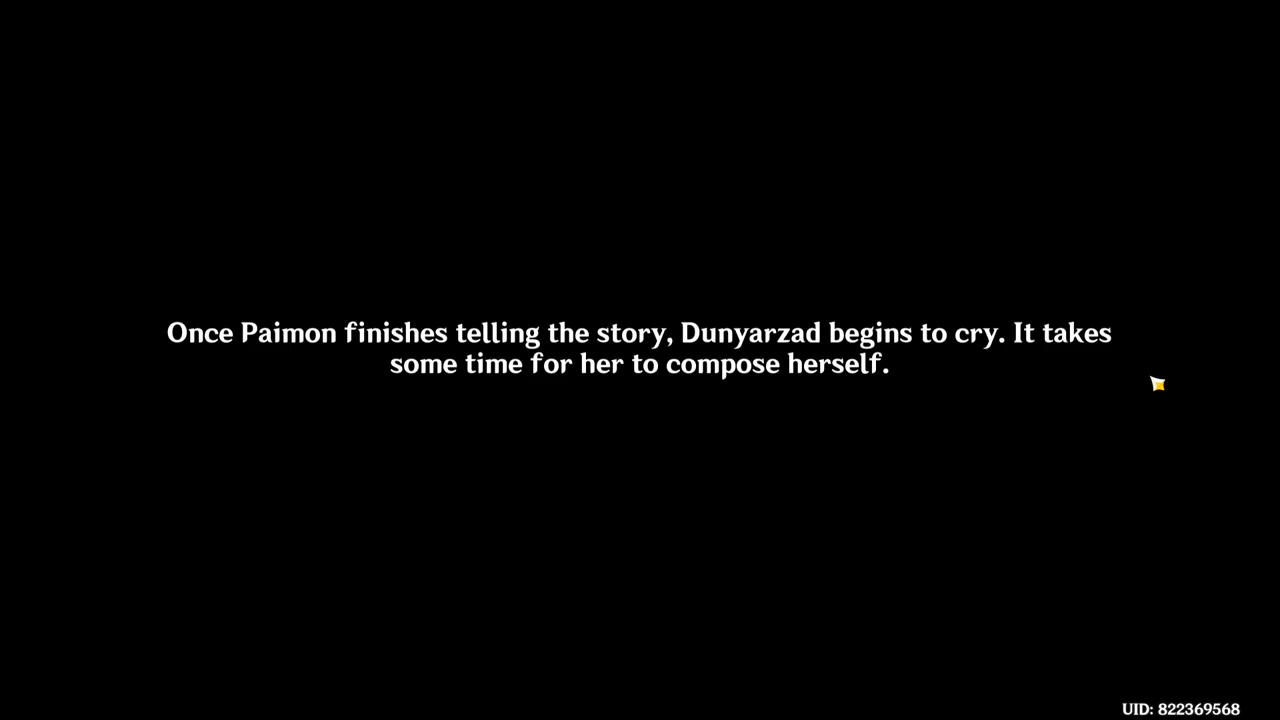 Once Paimon finishes telling the story, Dunyarzad begins to cry. It takes
some time for her to compose herself.
UID: 822369568